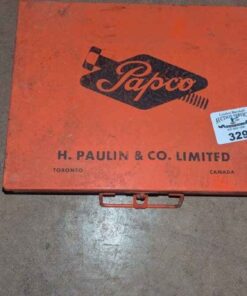 Papco
H. PAULIN & CO. LIMITED
TORONTO CANADA
329